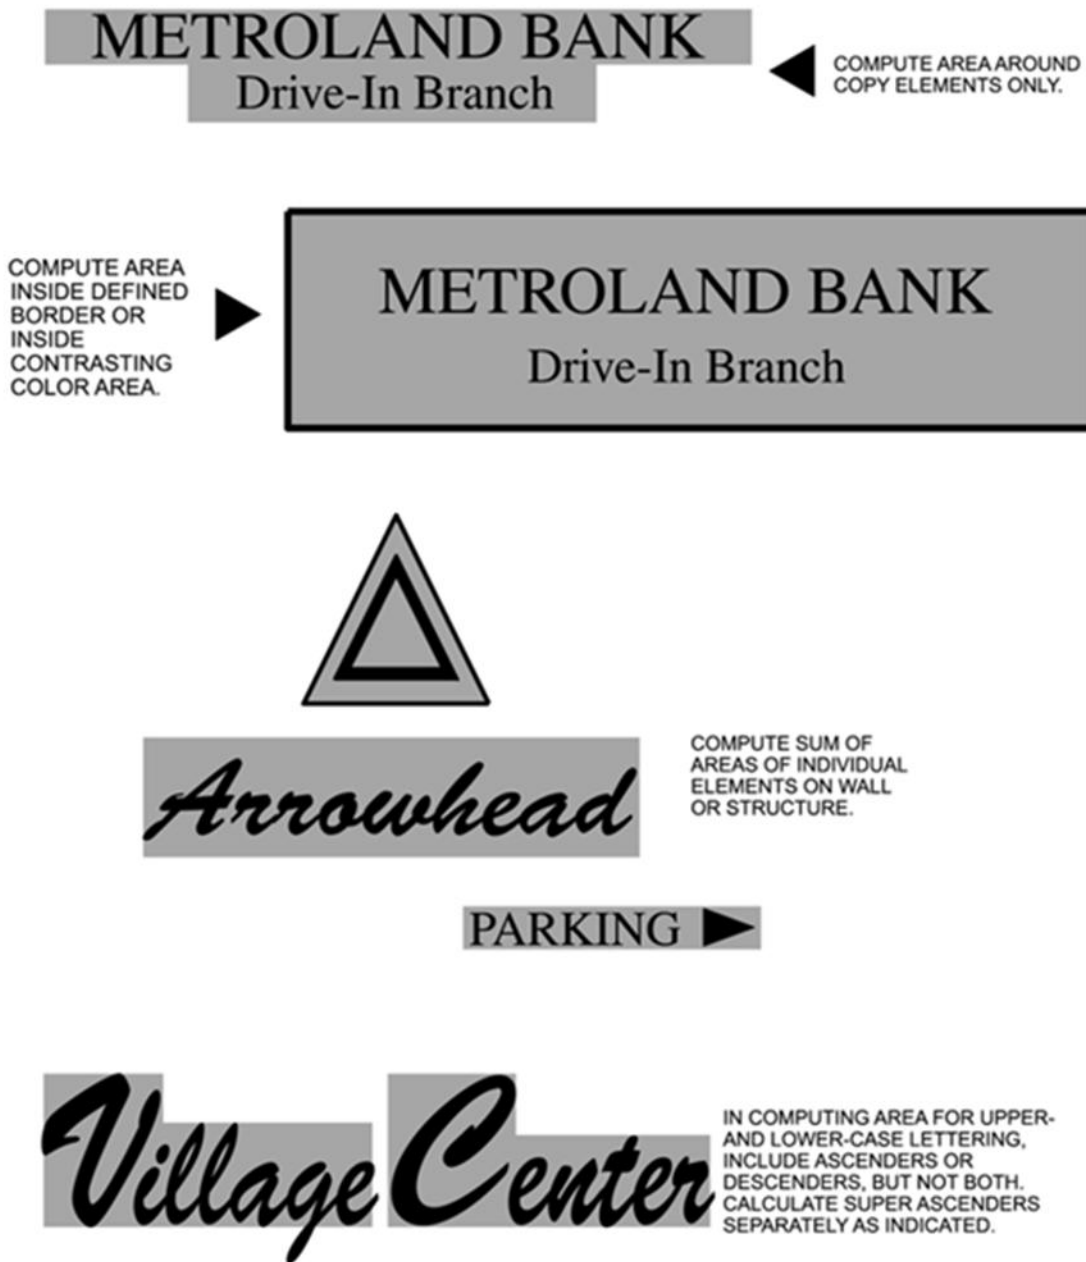 METROLAND BANK
Drive-In Branch
COMPUTE AREA AROUND
COPY ELEMENTS ONLY.
COMPUTE AREA
INSIDE DEFINED
BORDER OR
INSIDE
CONTRASTING
COLOR AREA.
METROLAND BANK
Drive-In Branch
Arrowhead
COMPUTE SUM OF
AREAS OF INDIVIDUAL
ELEMENTS ON WALL
OR STRUCTURE.
PARKING
Village Center
IN COMPUTING AREA FOR UPPER-
AND LOWER-CASE LETTERING,
INCLUDE ASCENDERS OR
DESCENDERS, BUT NOT BOTH.
CALCULATE SUPER ASCENDERS
SEPARATELY AS INDICATED.